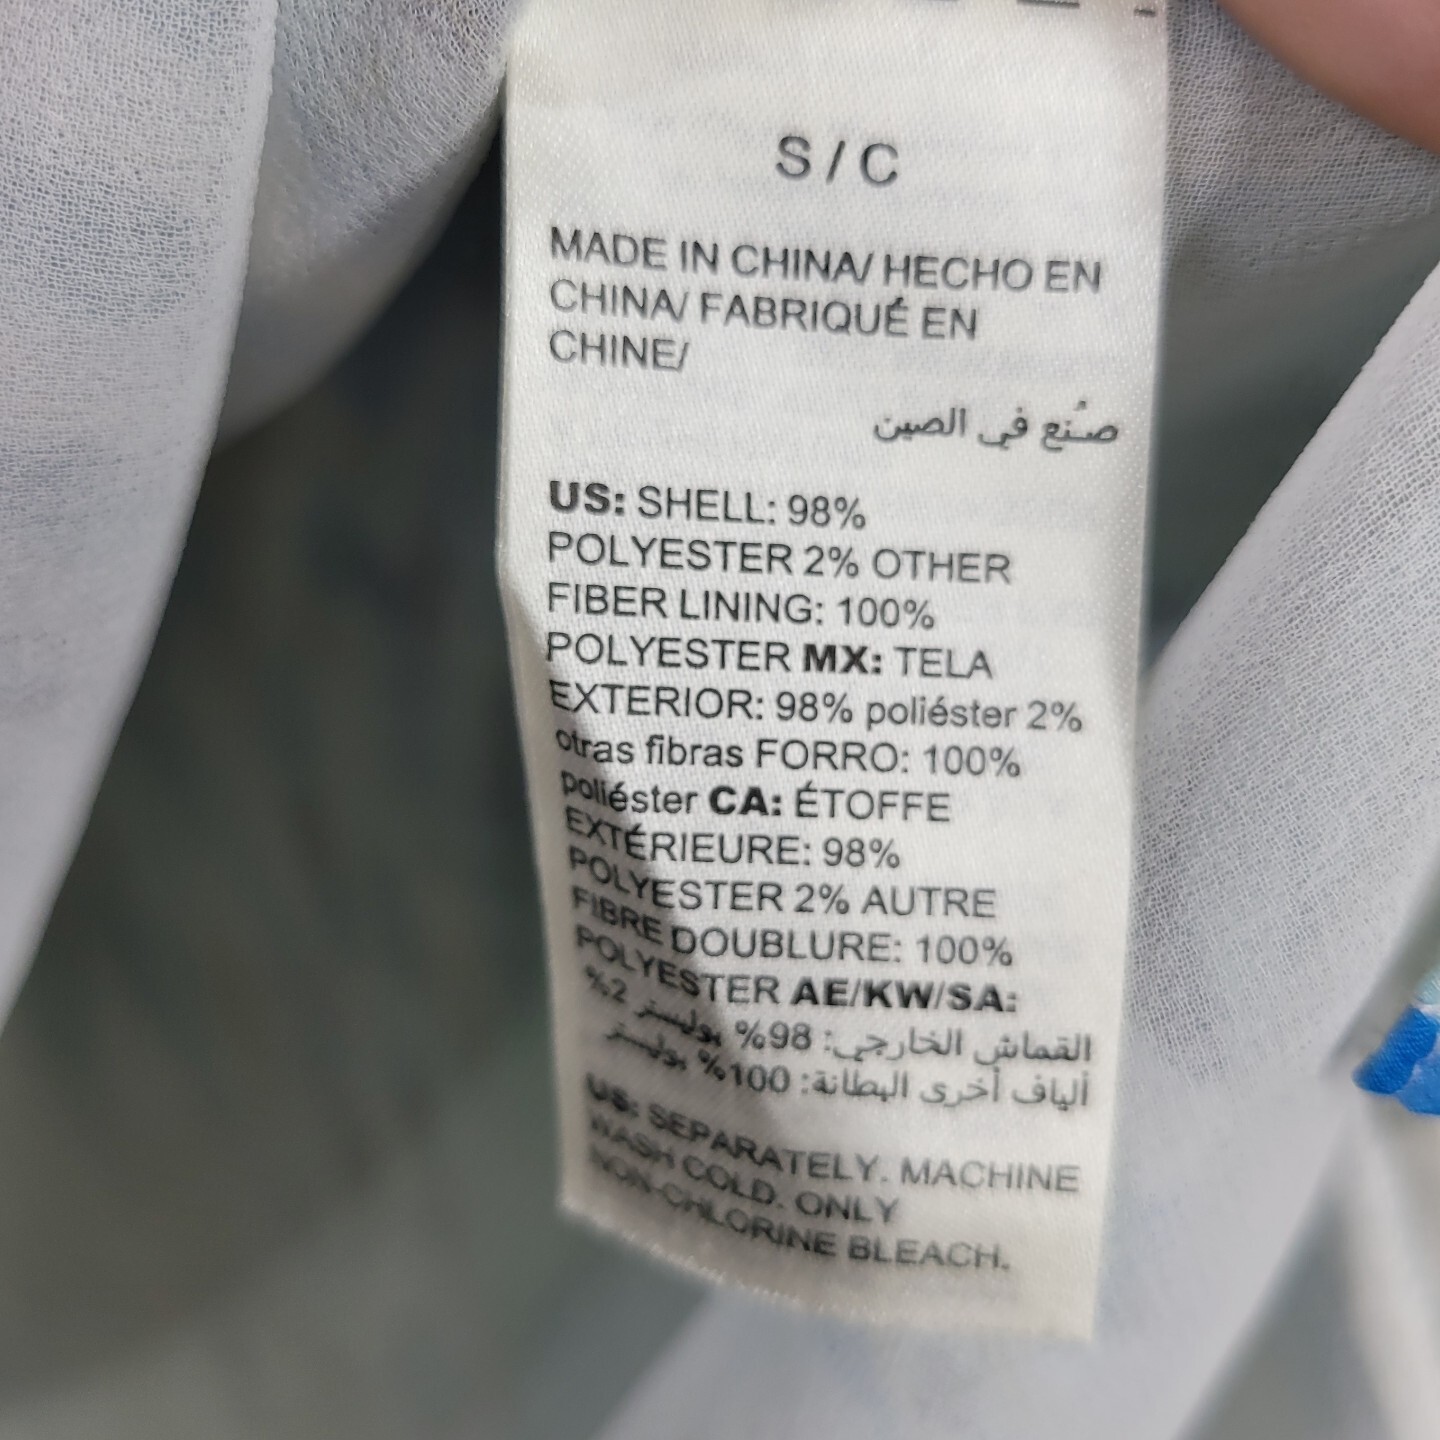 S / C
MADE IN CHINA/ HECHO EN
CHINA/ FABRIQUÉ EN
CHINE/
صُنع في الصين
US: SHELL: 98%
POLYESTER 2% OTHER
FIBER LINING: 100%
POLYESTER MX: TELA
EXTERIOR: 98% poliéster 2%
otras fibras FORRO: 100%
poliéster CA: ÉTOFFE
EXTÉRIEURE: 98%
POLYESTER 2% AUTRE
FIBRE DOUBLURE: 100%
POLYESTER AE/KW/SA:
القماش الخارجي: 98% بوليستر 2%
ألياف أخرى البطانة: 100% بوليستر
US: SEPARATELY. MACHINE
WASH COLD. ONLY
NON-CHLORINE BLEACH.